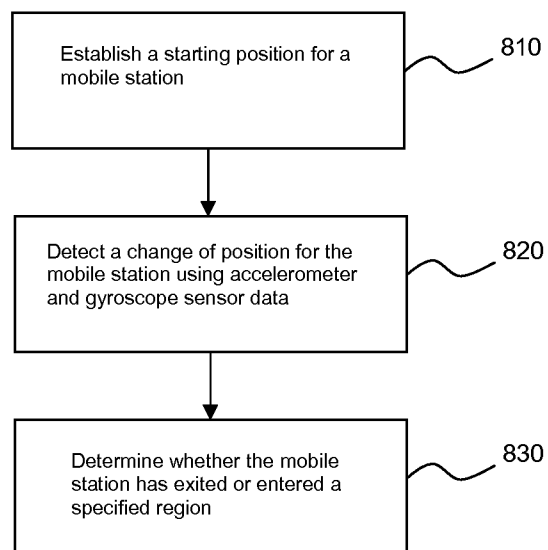 Establish a starting position for a
mobile station
810
Detect a change of position for the
mobile station using accelerometer
and gyroscope sensor data
820
Determine whether the mobile
station has exited or entered a
specified region
830